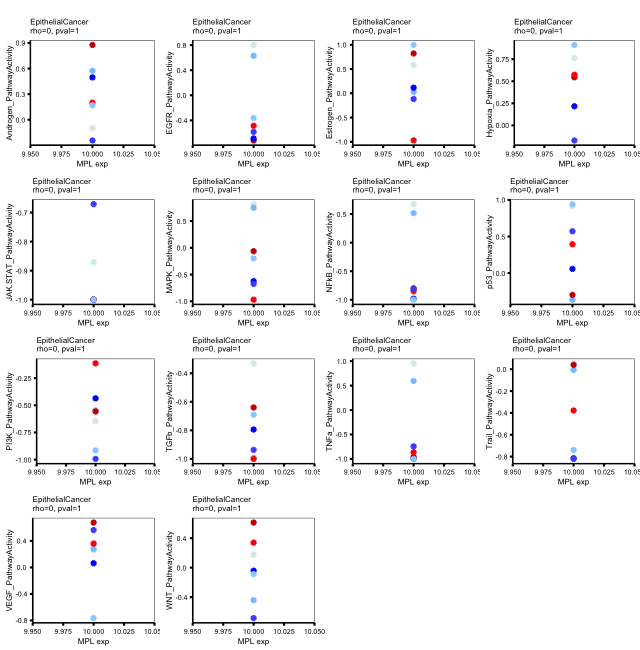 EpithelialCancer
rho=0, pval=1
Androgen_PathwayActivity
0.9
0.6
0.3
0.0
9.950
9.975
10.000
10.025
10.05
MPL exp
EpithelialCancer
rho=0, pval=1
EGFR_PathwayActivity
0.8
0.4
0.0
-0.4
9.950
9.975
10.000
10.025
10.05
MPL exp
EpithelialCancer
rho=0, pval=1
Estrogen_PathwayActivity
1.0
0.5
0.0
-0.5
-1.0
9.950
9.975
10.000
10.025
10.05
MPL exp
EpithelialCancer
rho=0, pval=1
Hypoxia_PathwayActivity
0.75
0.50
0.25
0.00
9.950
9.975
10.000
10.025
10.05
MPL exp
EpithelialCancer
rho=0, pval=1
JAK.STAT_PathwayActivity
-0.7
-0.8
-0.9
-1.0
9.950
9.975
10.000
10.025
10.05
MPL exp
EpithelialCancer
rho=0, pval=1
MAPK_PathwayActivity
0.5
0.0
-0.5
-1.0
9.950
9.975
10.000
10.025
10.05
MPL exp
EpithelialCancer
rho=0, pval=1
NFkB_PathwayActivity
0.5
0.0
-0.5
-1.0
9.950
9.975
10.000
10.025
10.05
MPL exp
EpithelialCancer
rho=0, pval=1
p53_PathwayActivity
1.0
0.5
0.0
9.950
9.975
10.000
10.025
10.05
MPL exp
EpithelialCancer
rho=0, pval=1
PI3K_PathwayActivity
-0.25
-0.50
-0.75
-1.00
9.950
9.975
10.000
10.025
10.05
MPL exp
EpithelialCancer
rho=0, pval=1
TGFb_PathwayActivity
-0.4
-0.6
-0.8
-1.0
9.950
9.975
10.000
10.025
10.05
MPL exp
EpithelialCancer
rho=0, pval=1
TNFa_PathwayActivity
1.0
0.5
0.0
-0.5
-1.0
9.950
9.975
10.000
10.025
10.05
MPL exp
EpithelialCancer
rho=0, pval=1
Trail_PathwayActivity
0.0
-0.2
-0.4
-0.6
-0.8
9.950
9.975
10.000
10.025
10.05
MPL exp
EpithelialCancer
rho=0, pval=1
VEGF_PathwayActivity
0.4
0.0
-0.4
-0.8
9.950
9.975
10.000
10.025
10.05
MPL exp
EpithelialCancer
rho=0, pval=1
WNT_PathwayActivity
0.4
0.0
-0.4
9.950
9.975
10.000
10.025
10.050
MPL exp